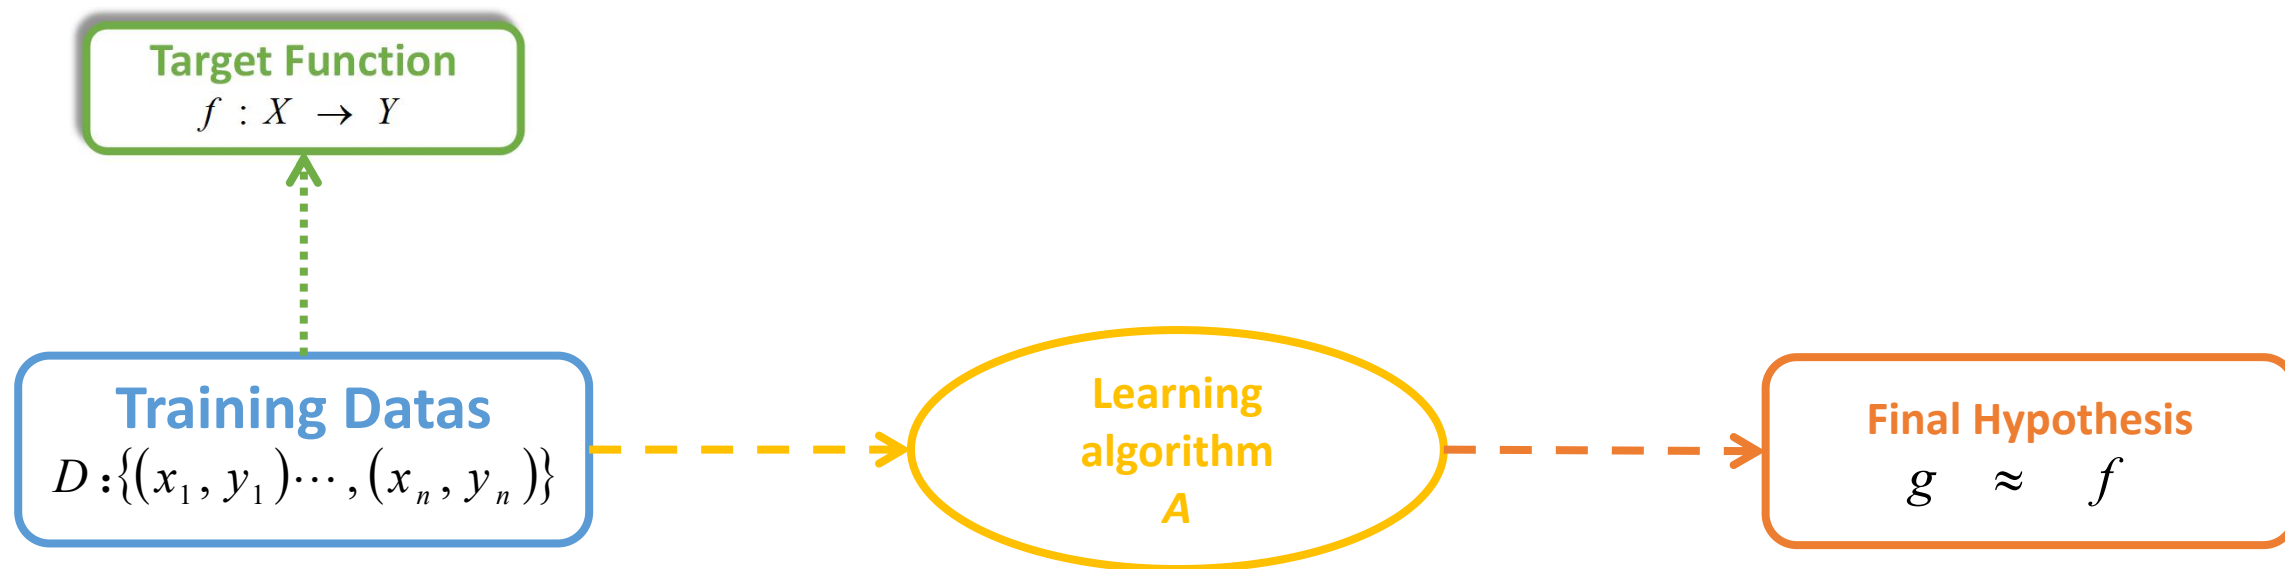 Target Function
f : X → Y
Training Datas
D:{(x₁, y₁)⋯,(xₙ, yₙ)}
Learning
algorithm
A
Final Hypothesis
g ≈ f